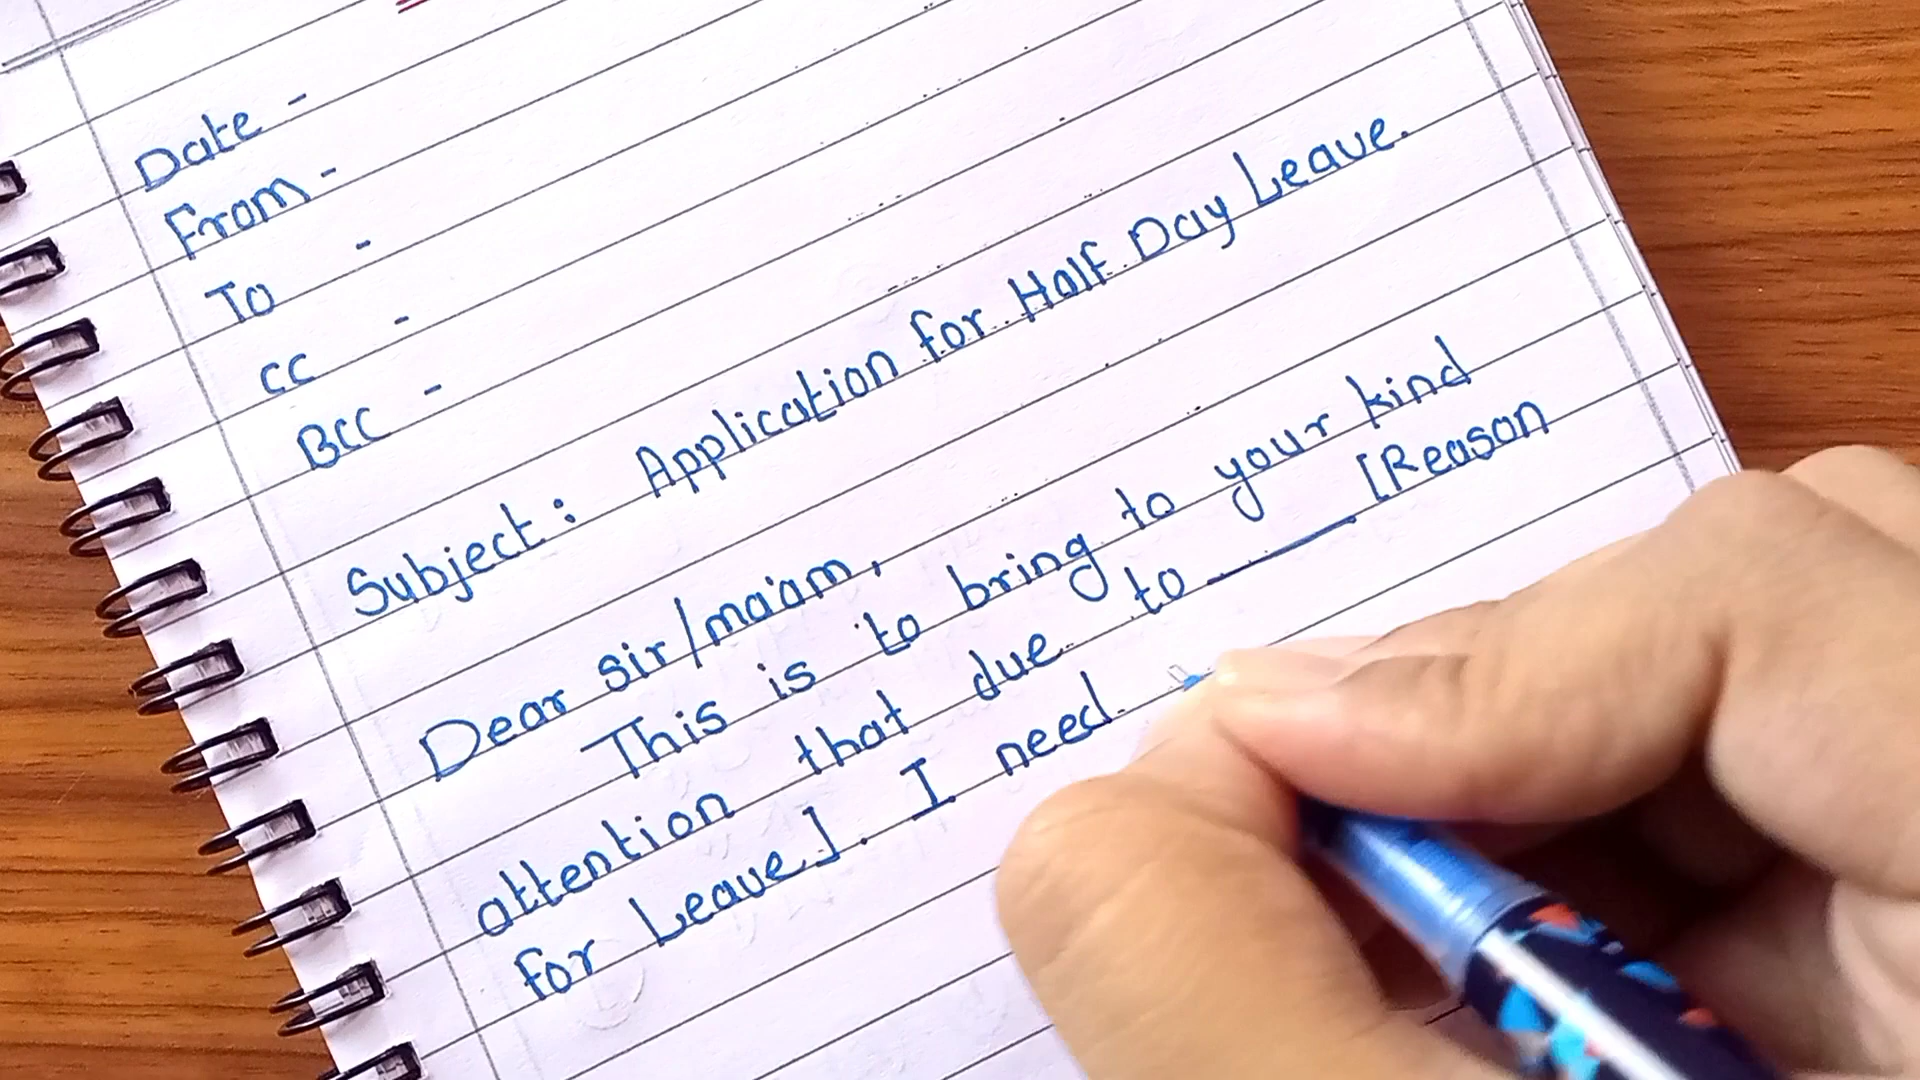 Date -
From -
To -
CC -
BCC -
Subject : Application for Half Day Leave.
Dear sir/ma'am,
This is to bring to your kind
attention that due to ____ [Reason
for Leave]. I need